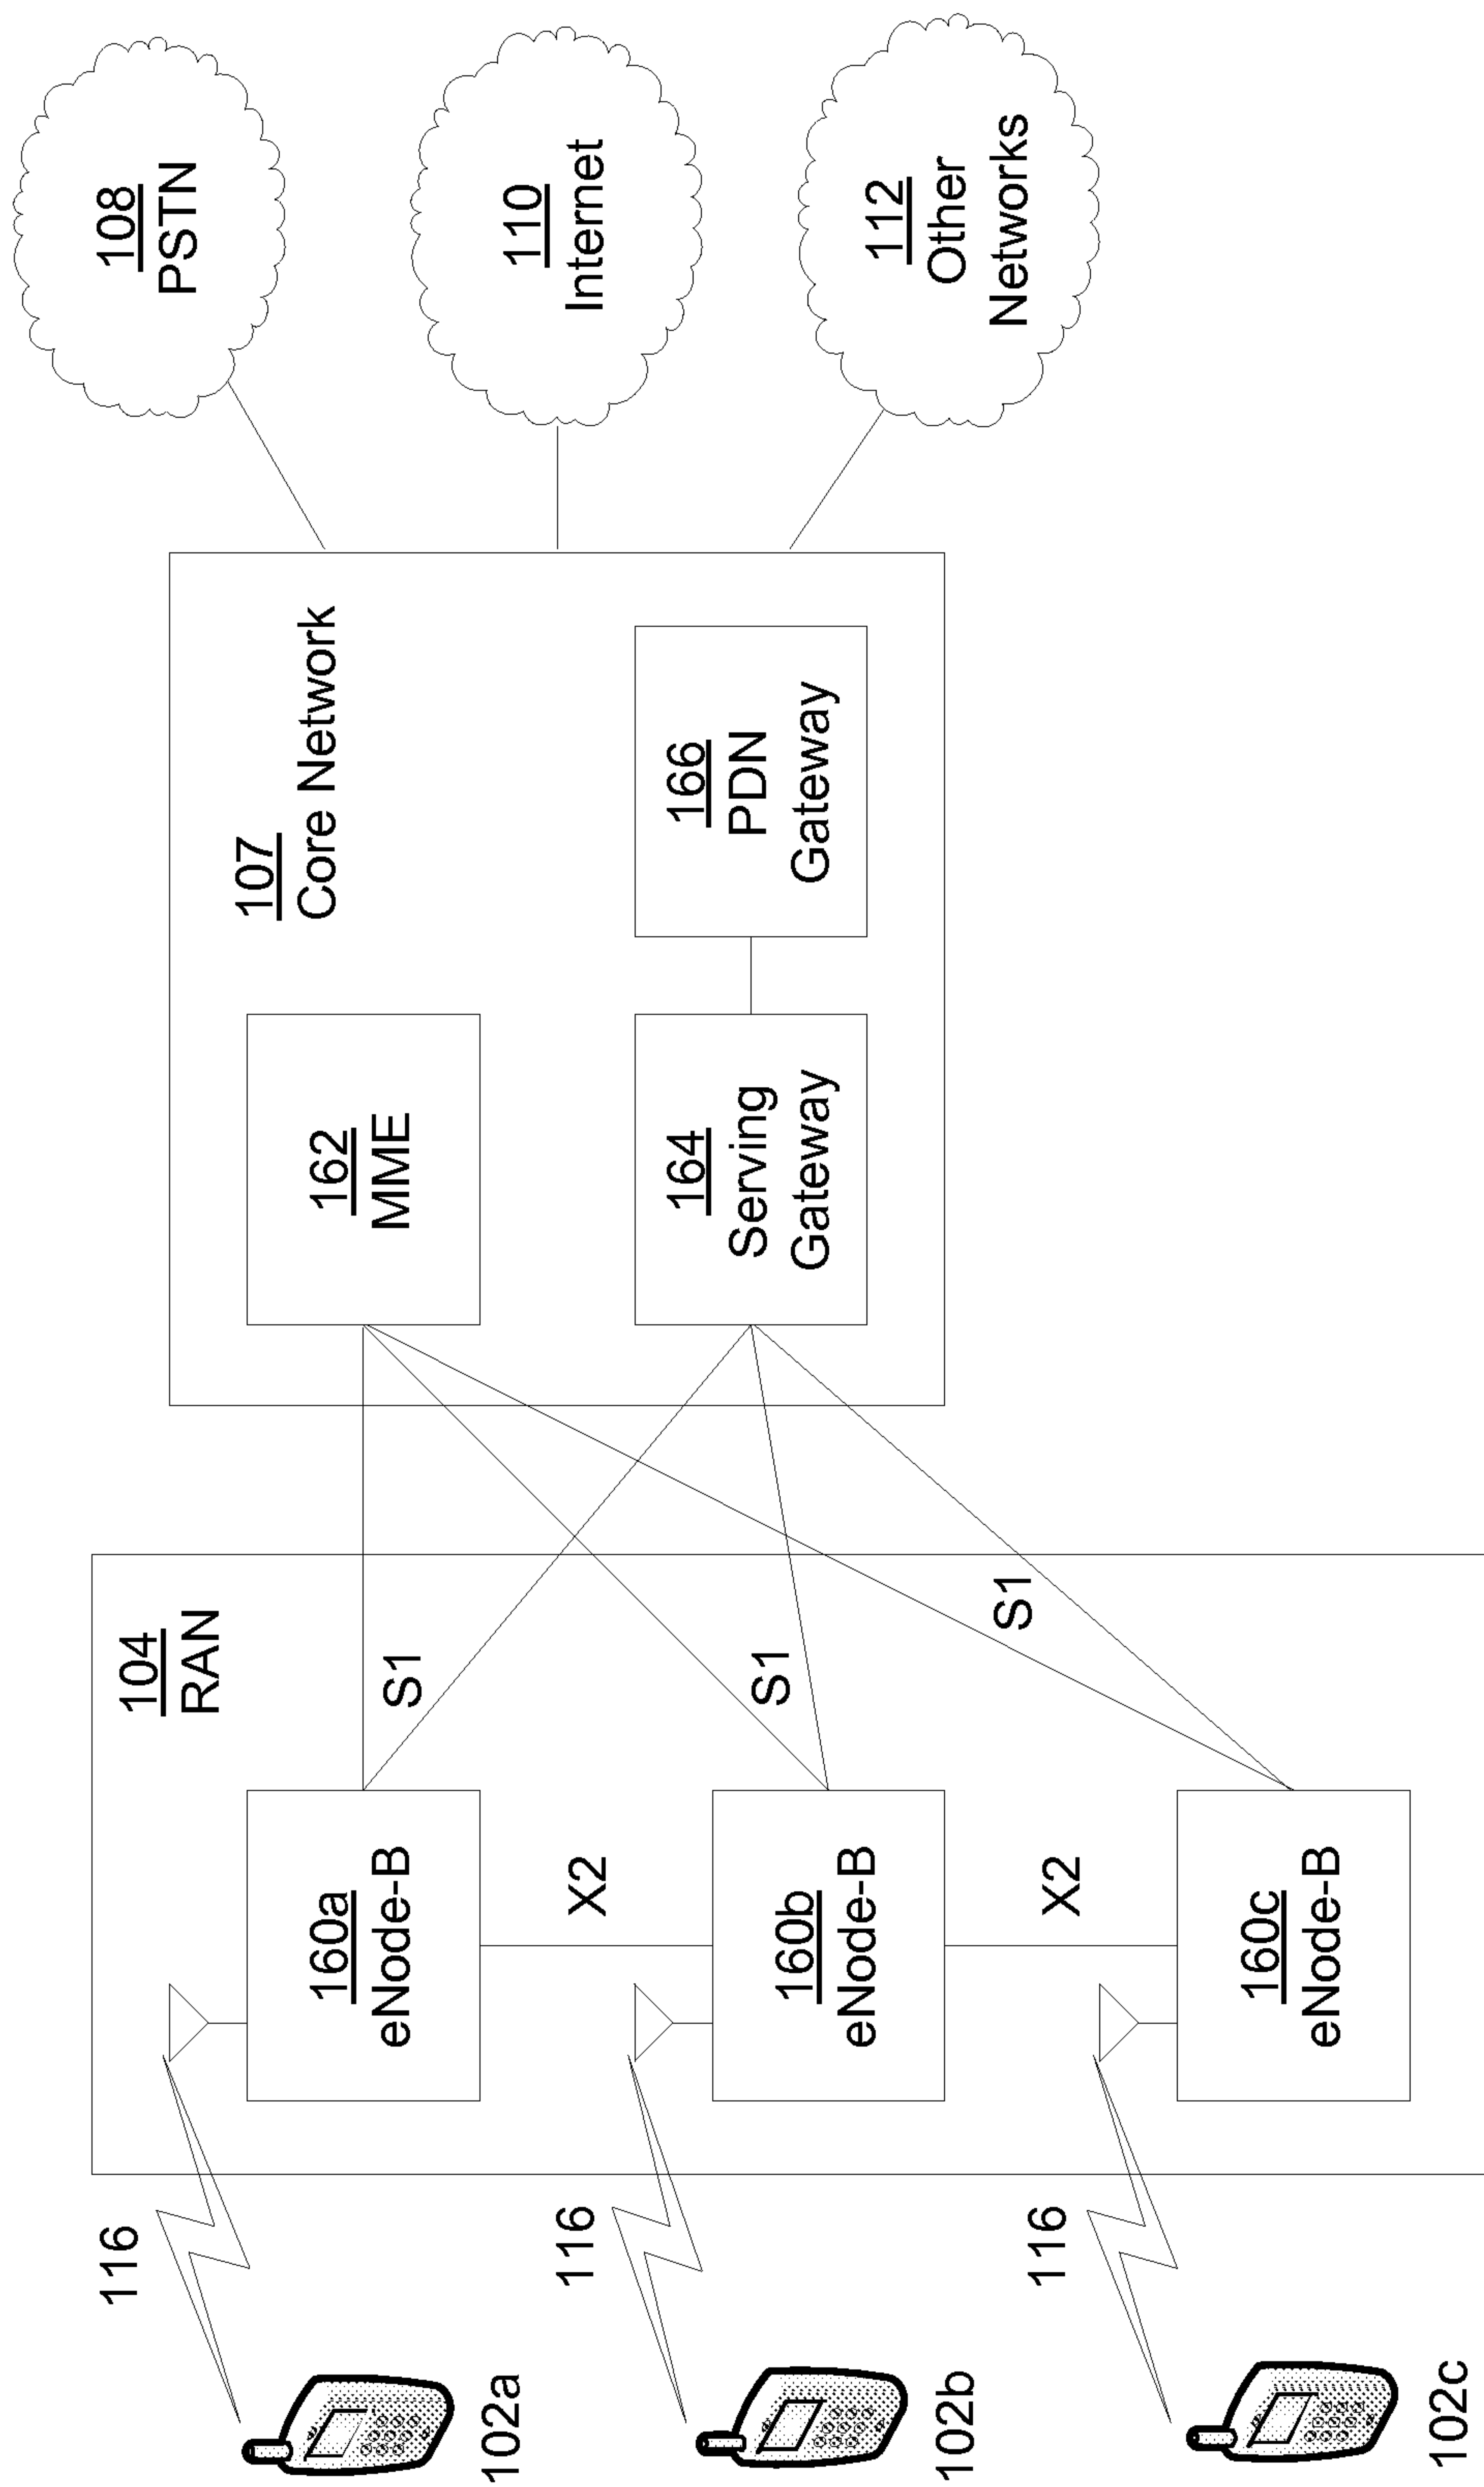 108
PSTN
110
Internet
112
Other
Networks
107
Core Network
162
MME
166
PDN
Gateway
164
Serving
Gateway
104
RAN
S1
S1
S1
160a
eNode-B
X2
160b
eNode-B
X2
160c
eNode-B
116
116
116
102a
102b
102c